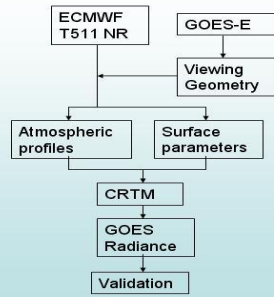 ECMWF
T511 NR
GOES-E
Viewing
Geometry
Atmospheric
profiles
Surface
parameters
CRTM
GOES
Radiance
Validation